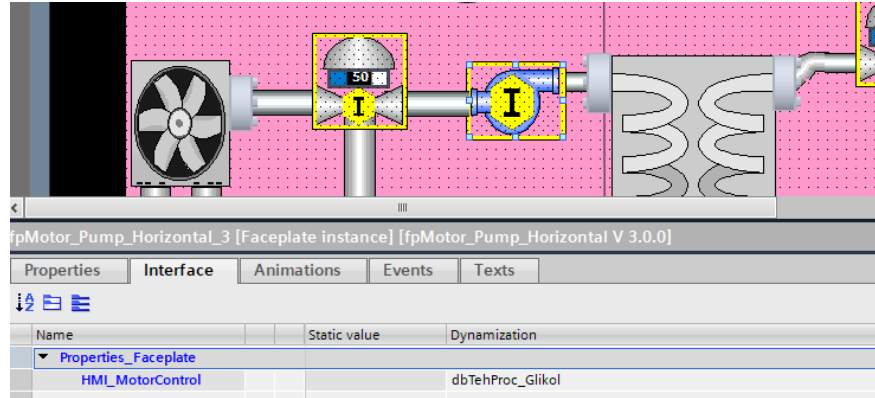 50
I
I
fpMotor_Pump_Horizontal_3 [Faceplate instance] [fpMotor_Pump_Horizontal V 3.0.0]
Properties Interface Animations Events Texts
Name Static value Dynamization
Properties_Faceplate
HMI_MotorControl dbTehProc_Glikol